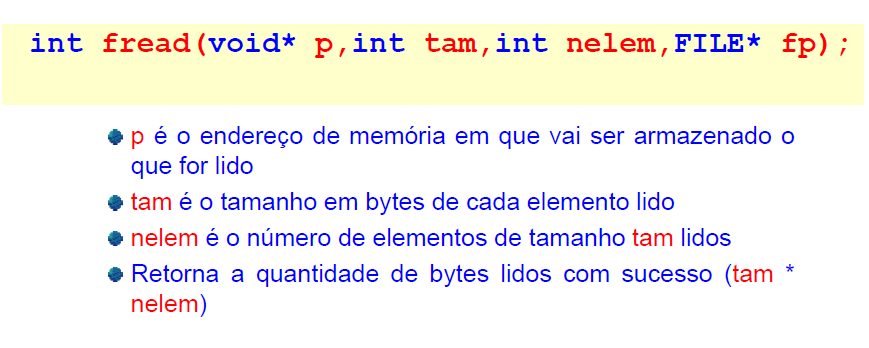 int fread(void* p,int tam,int nelem,FILE* fp);
p é o endereço de memória em que vai ser armazenado o
que for lido
tam é o tamanho em bytes de cada elemento lido
nelem é o número de elementos de tamanho tam lidos
Retorna a quantidade de bytes lidos com sucesso (tam *
nelem)